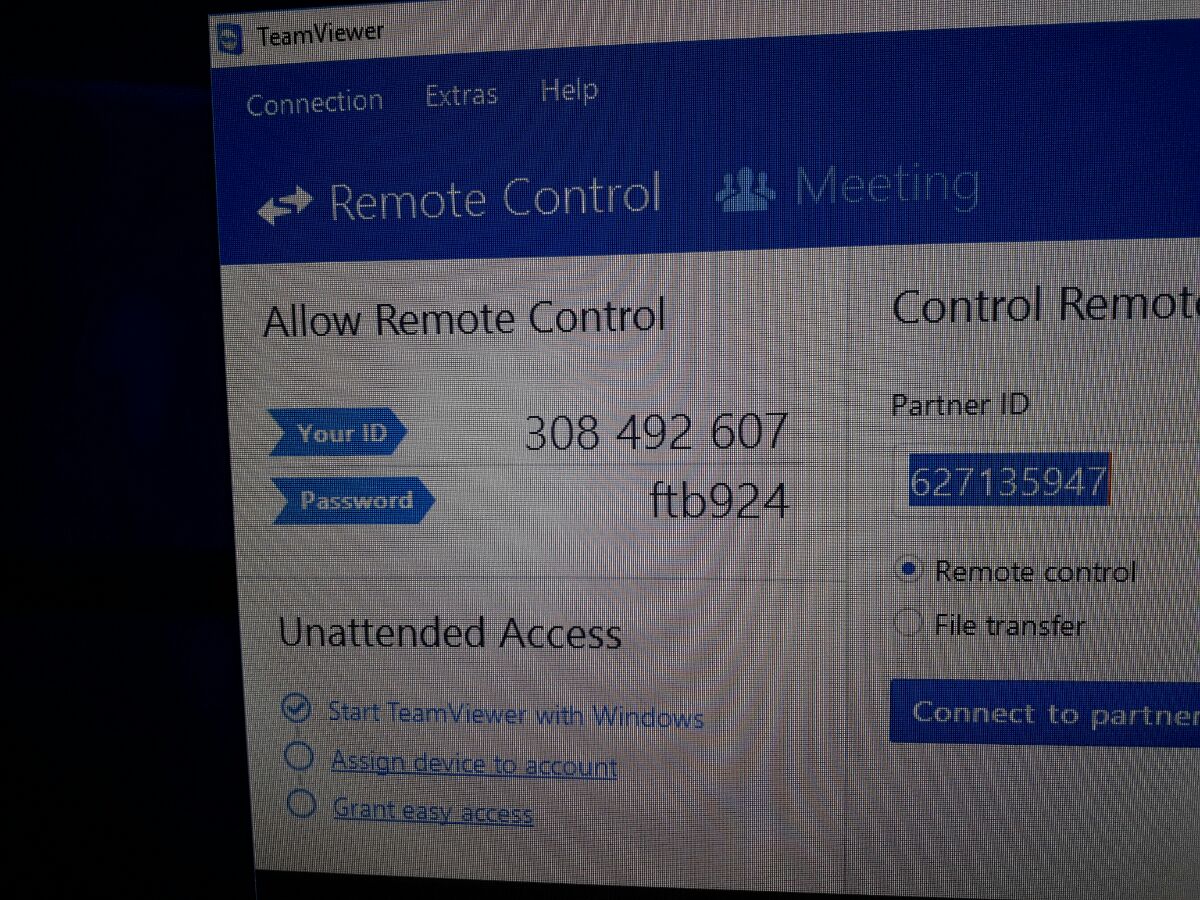 TeamViewer
Connection Extras Help
Remote Control Meeting
Allow Remote Control
Your ID 308 492 607
Password ftb924
Unattended Access
Start TeamViewer with Windows
Assign device to account
Grant easy access
Control Remote
Partner ID
627135947
Remote control
File transfer
Connect to partner